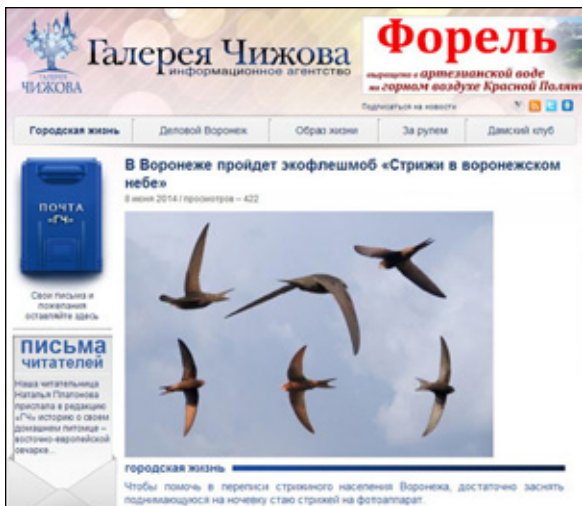 Галерея Чижова
информационное агентство
ГАЛЕРЕЯ
ЧИЖОВА
Форель
выращена в артезианской воде
на горном воздухе Красной Поляны
Подписаться на новости
Городская жизнь
Деловой Воронеж
Образ жизни
За рулем
Дамский клуб
ПОЧТА
«ГЧ»
Свои письма и
пожелания
оставляйте здесь
письма
читателей
Наша читательница
Наталья Платонова
прислала в редакцию
«ГЧ» историю о своем
домашнем питомце –
восточно-европейской
овчарке...
В Воронеже пройдет экофлешмоб «Стрижи в воронежском
небе»
8 июня 2014 / просмотров – 422
городская жизнь
Чтобы помочь в переписи стрижиного населения Воронежа, достаточно заснять
поднимающуюся на ночевку стаю стрижей на фотоаппарат.